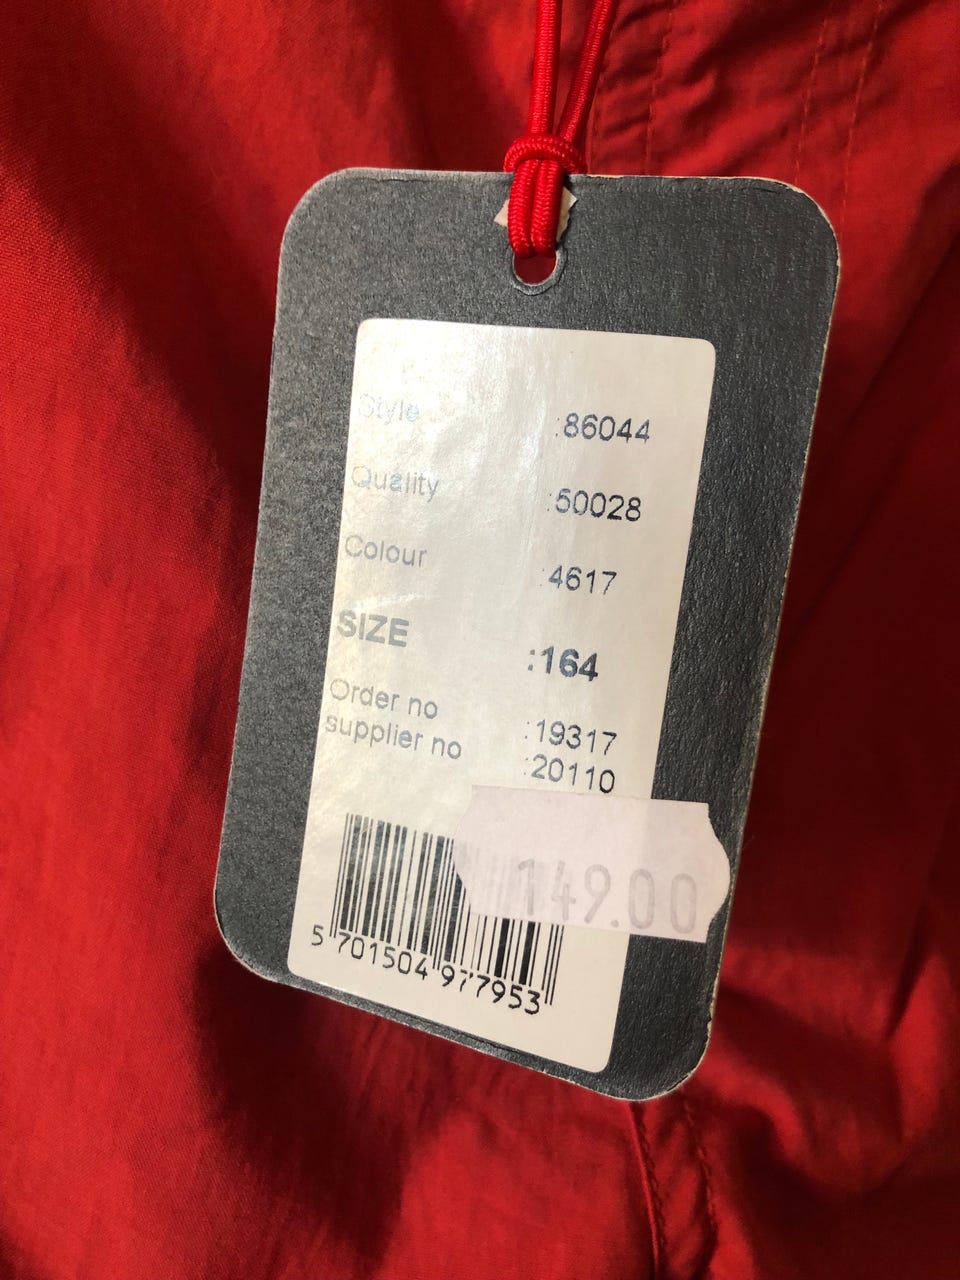 Style :86044
Quality :50028
Colour :4617
SIZE :164
Order no :19317
supplier no :20110
149.00
5 701504 977953